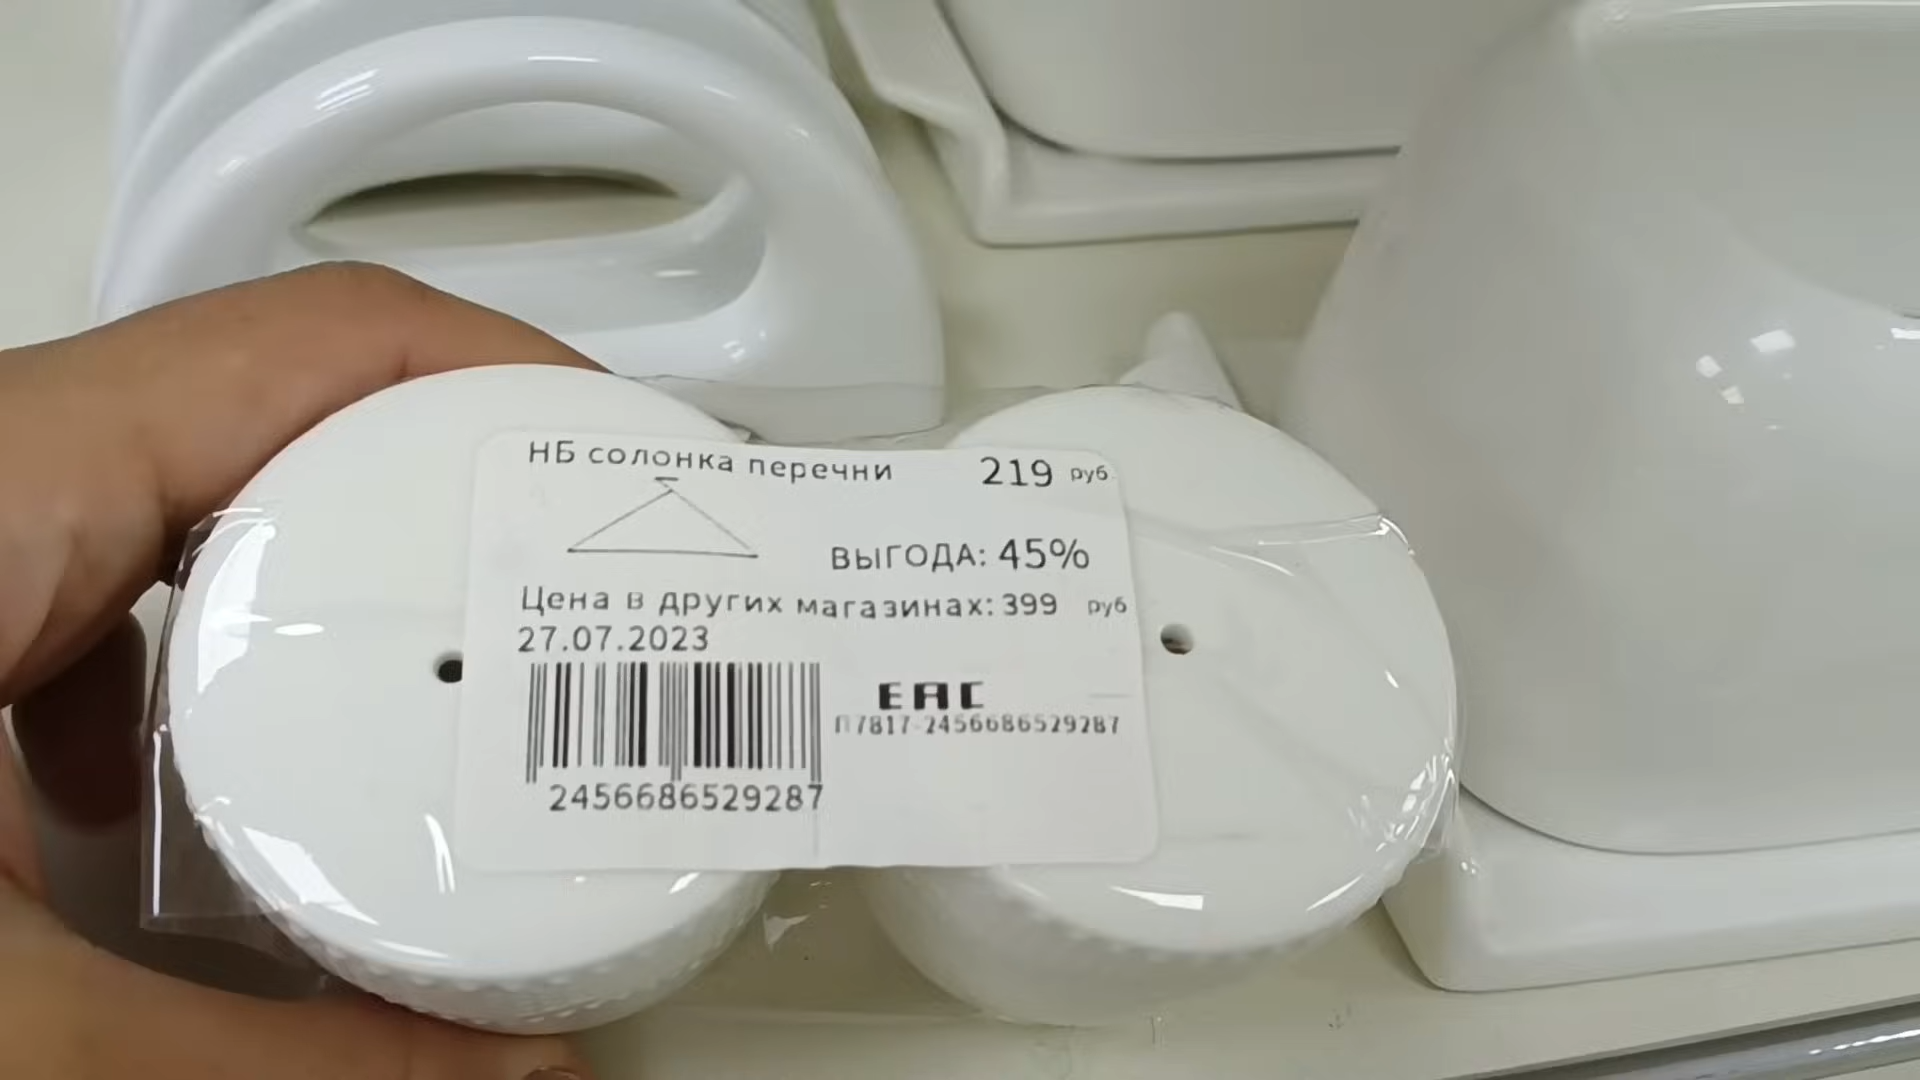 НБ солонка перечни 219 руб
ВЫГОДА: 45%
Цена в других магазинах: 399 руб
27.07.2023
EAC
П7817-2456686529287
2456686529287